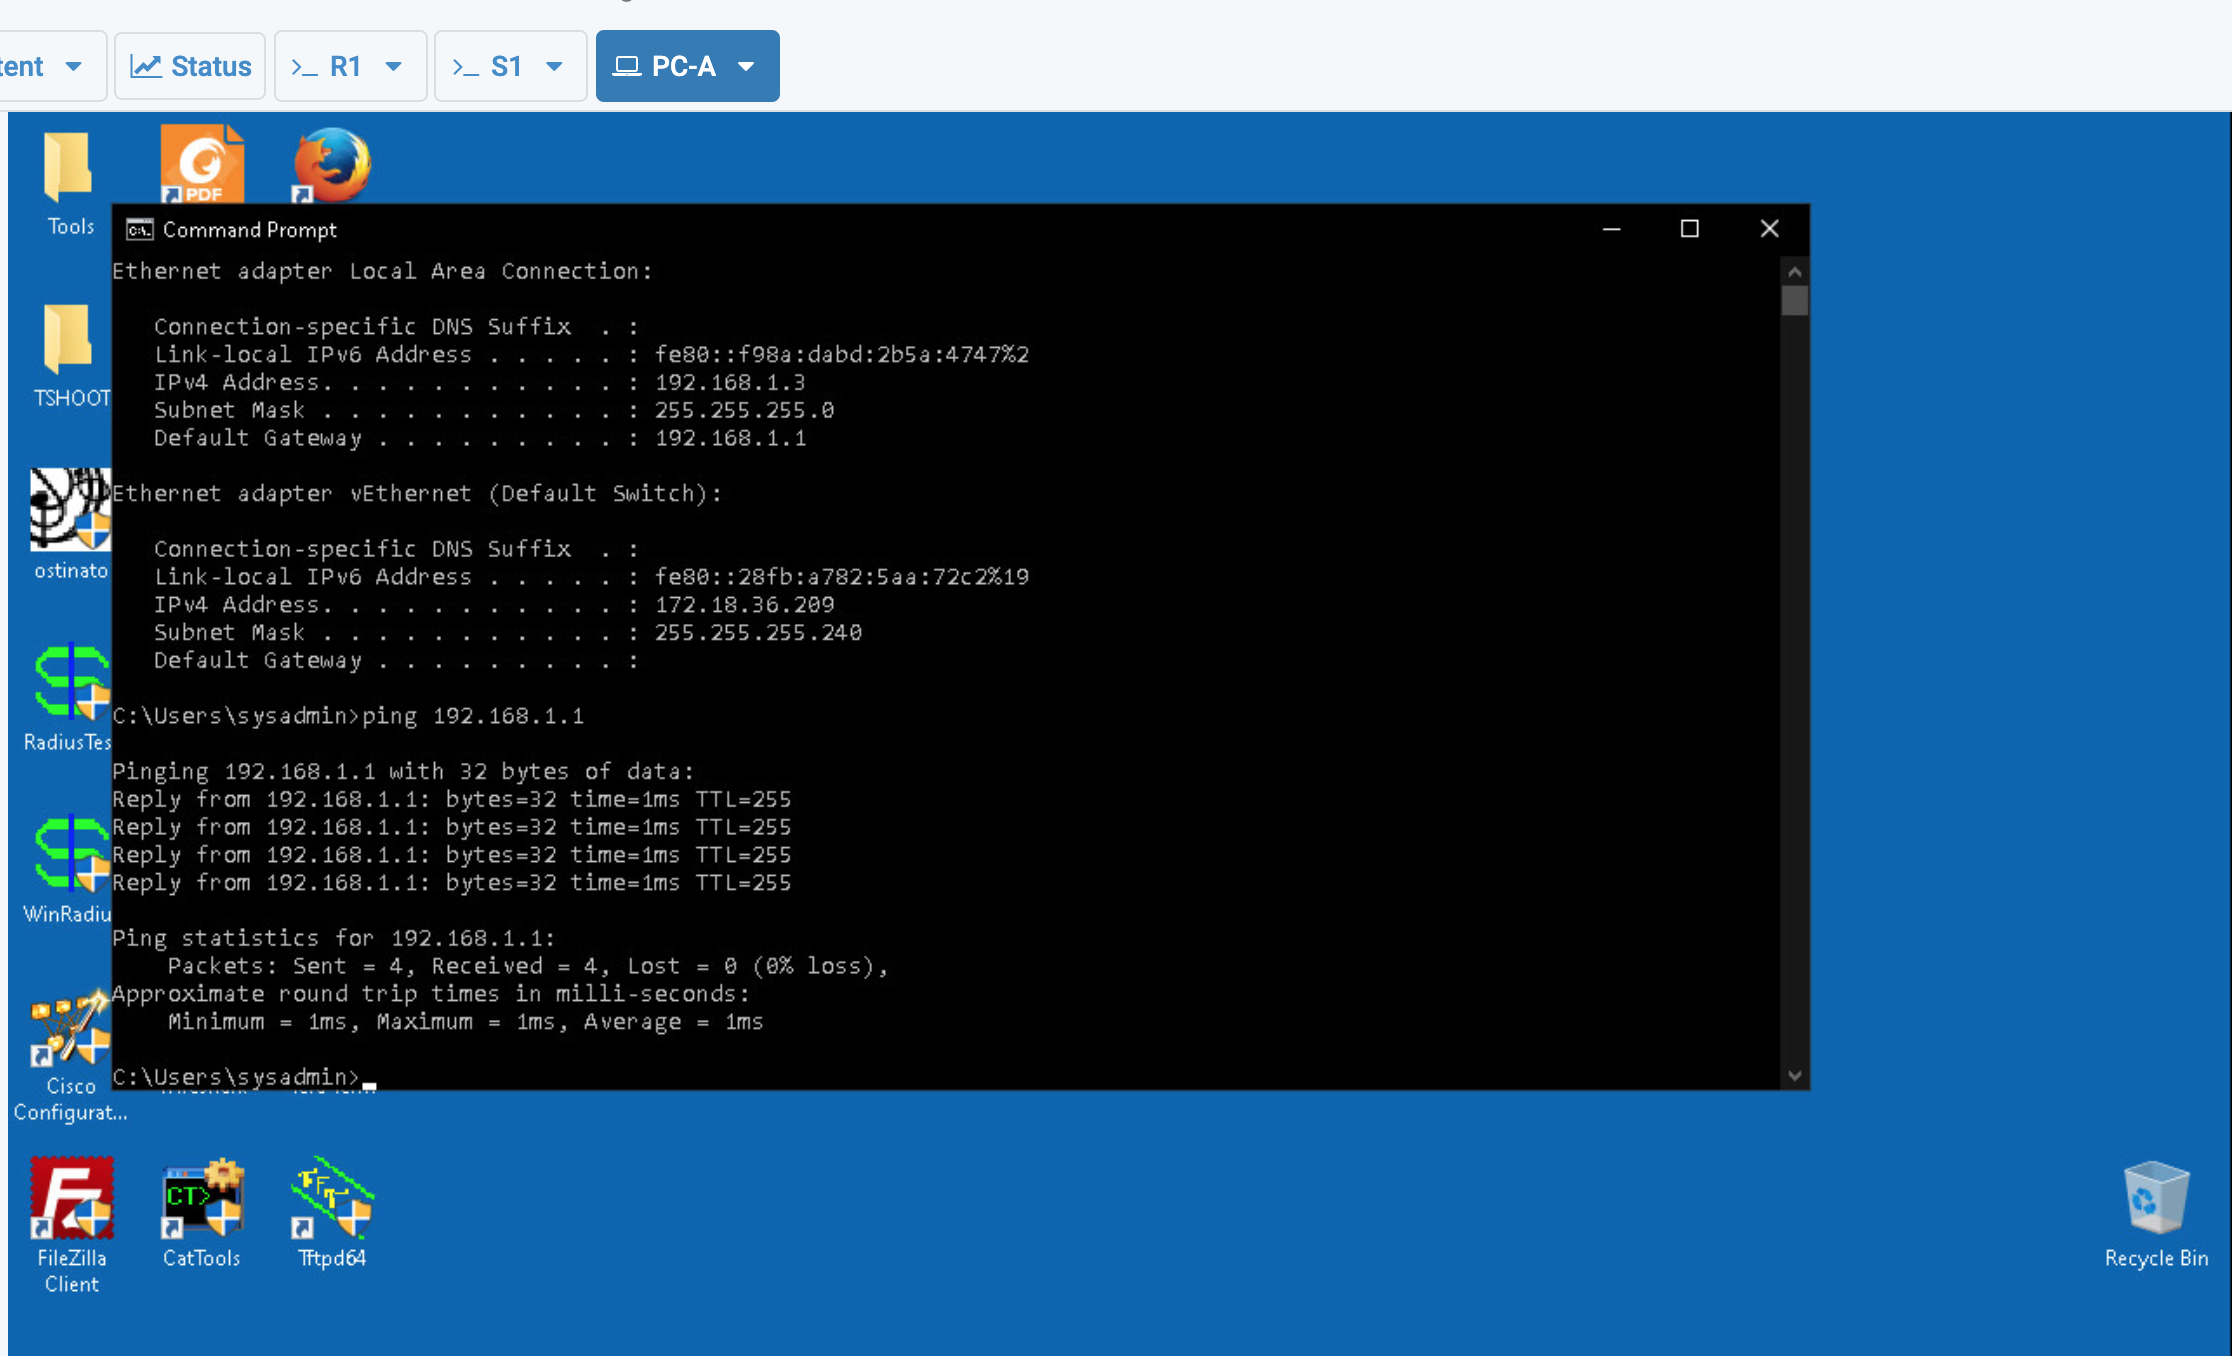 tent
Status
>_ R1
>_ S1
PC-A
PDF
Tools
TSHOOT
ostinato
RadiusTes
WinRadiu
Cisco
Configurat...
Command Prompt
Ethernet adapter Local Area Connection:
Connection-specific DNS Suffix . :
Link-local IPv6 Address . . . . . : fe80::f98a:dabd:2b5a:4747%2
IPv4 Address. . . . . . . . . . . : 192.168.1.3
Subnet Mask . . . . . . . . . . . : 255.255.255.0
Default Gateway . . . . . . . . . : 192.168.1.1
Ethernet adapter vEthernet (Default Switch):
Connection-specific DNS Suffix . :
Link-local IPv6 Address . . . . . : fe80::28fb:a782:5aa:72c2%19
IPv4 Address. . . . . . . . . . . : 172.18.36.209
Subnet Mask . . . . . . . . . . . : 255.255.255.240
Default Gateway . . . . . . . . . :
C:\Users\sysadmin>ping 192.168.1.1
Pinging 192.168.1.1 with 32 bytes of data:
Reply from 192.168.1.1: bytes=32 time=1ms TTL=255
Reply from 192.168.1.1: bytes=32 time=1ms TTL=255
Reply from 192.168.1.1: bytes=32 time=1ms TTL=255
Reply from 192.168.1.1: bytes=32 time=1ms TTL=255
Ping statistics for 192.168.1.1:
Packets: Sent = 4, Received = 4, Lost = 0 (0% loss),
Approximate round trip times in milli-seconds:
Minimum = 1ms, Maximum = 1ms, Average = 1ms
C:\Users\sysadmin>
CT>
FileZilla
Client
CatTools
Tftpd64
Recycle Bin